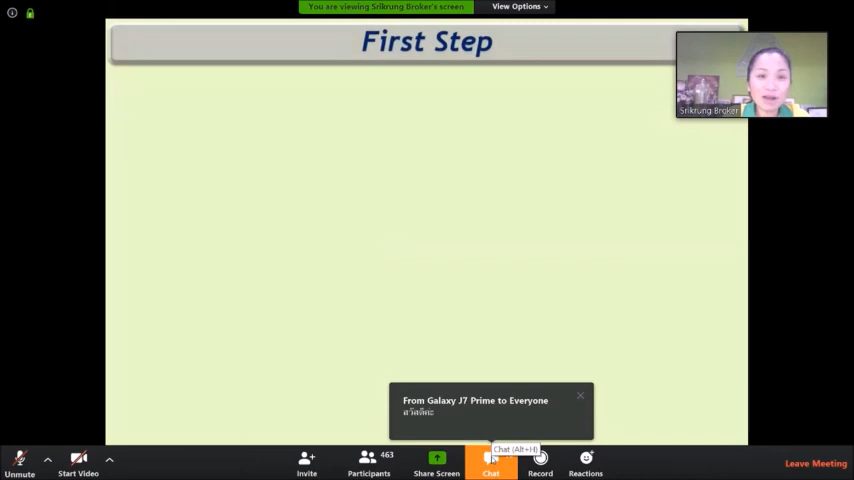 You are viewing Srikrung Broker's screen
View Options
First Step
Srikrung Broker
From Galaxy J7 Prime to Everyone
สวัสดีค่ะ
Chat (Alt+H)
Unmute
Start Video
Invite
463
Participants
Share Screen
Chat
Record
Reactions
Leave Meeting